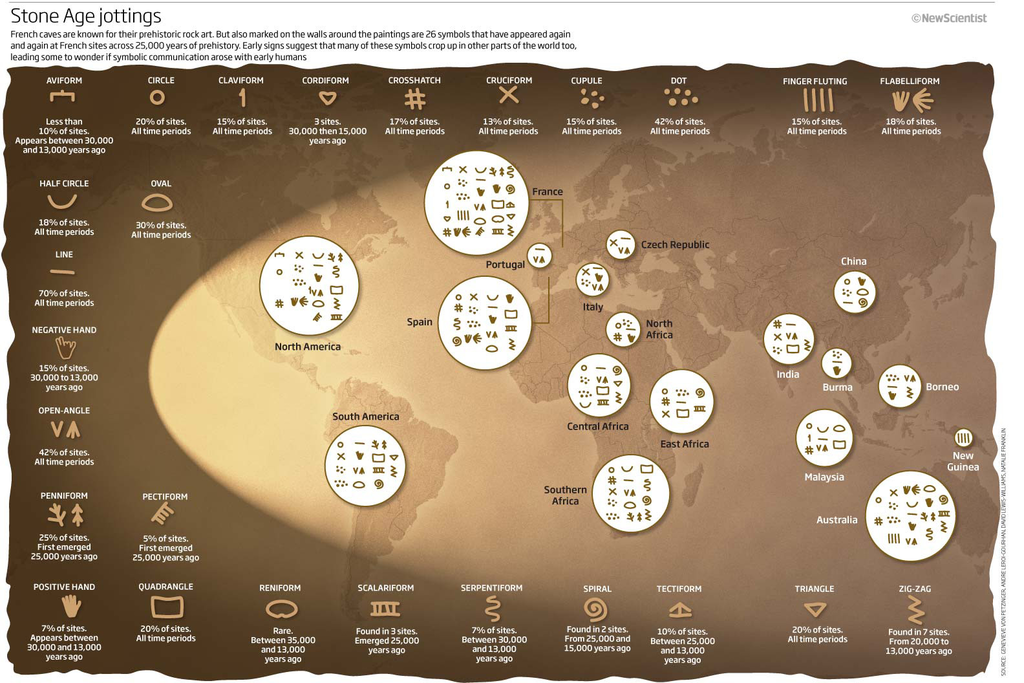 Stone Age jottings
©NewScientist
French caves are known for their prehistoric rock art. But also marked on the walls around the paintings are 26 symbols that have appeared again
and again at French sites across 25,000 years of prehistory. Early signs suggest that many of these symbols crop up in other parts of the world too,
leading some to wonder if symbolic communication arose with early humans
AVIFORM
Less than
10% of sites.
Appears between 30,000
and 13,000 years ago
CIRCLE
20% of sites.
All time periods
CLAVIFORM
15% of sites.
All time periods
CORDIFORM
3 sites.
30,000 then 15,000
years ago
CROSSHATCH
17% of sites.
All time periods
CRUCIFORM
13% of sites.
All time periods
CUPULE
15% of sites.
All time periods
DOT
42% of sites.
All time periods
FINGER FLUTING
15% of sites.
All time periods
FLABELLIFORM
18% of sites.
All time periods
HALF CIRCLE
18% of sites.
All time periods
OVAL
30% of sites.
All time periods
LINE
70% of sites.
All time periods
NEGATIVE HAND
15% of sites.
30,000 to 13,000
years ago
OPEN-ANGLE
42% of sites.
All time periods
PENNIFORM
25% of sites.
First emerged
25,000 years ago
PECTIFORM
5% of sites.
First emerged
25,000 years ago
France
Portugal
Czech Republic
Italy
Spain
North America
North
Africa
China
India
Burma
Borneo
Central Africa
East Africa
South America
Malaysia
New
Guinea
Southern
Africa
Australia
POSITIVE HAND
7% of sites.
Appears between
30,000 and 13,000
years ago
QUADRANGLE
20% of sites.
All time periods
RENIFORM
Rare.
Between 35,000
and 13,000
years ago
SCALARIFORM
Found in 3 sites.
Emerged 25,000
years ago
SERPENTIFORM
7% of sites.
Between 30,000
and 13,000
years ago
SPIRAL
Found in 2 sites.
From 25,000 and
15,000 years ago
TECTIFORM
10% of sites.
Between 25,000
and 13,000
years ago
TRIANGLE
20% of sites.
All time periods
ZIG-ZAG
Found in 7 sites.
From 20,000 to
13,000 years ago
SOURCE: GENEVIEVE VON PETZINGER, ANDRE LEROI-GOURHAN, DAVID LEWIS-WILLIAMS, NATALIE FRANKLIN